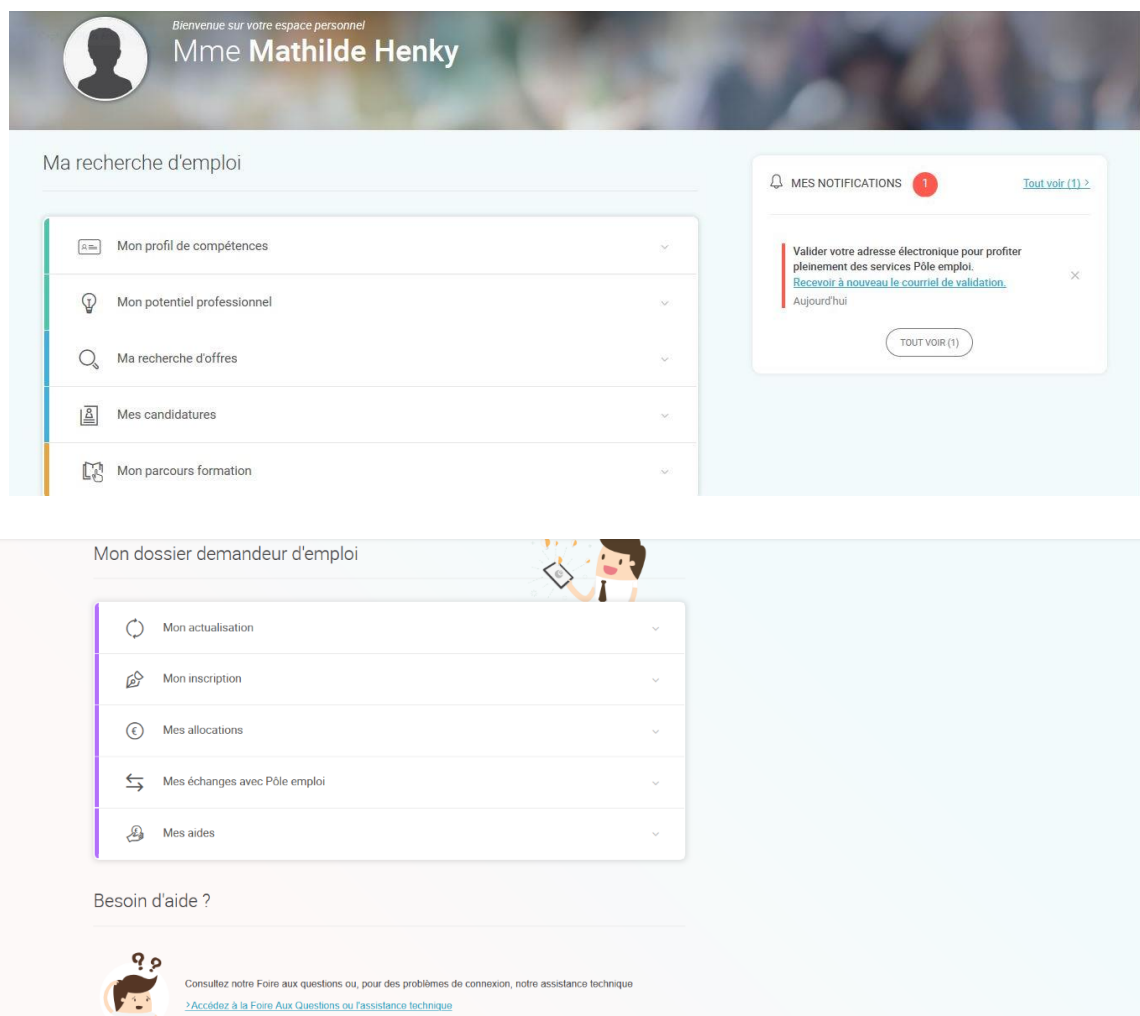 Bienvenue sur votre espace personnel
Mme Mathilde Henky
Ma recherche d'emploi
Mon profil de compétences
Mon potentiel professionnel
Ma recherche d'offres
Mes candidatures
Mon parcours formation
MES NOTIFICATIONS 1 Tout voir (1) >
Valider votre adresse électronique pour profiter
pleinement des services Pôle emploi.
Recevoir à nouveau le courriel de validation.
Aujourd'hui
TOUT VOIR (1)
Mon dossier demandeur d'emploi
Mon actualisation
Mon inscription
Mes allocations
Mes échanges avec Pôle emploi
Mes aides
Besoin d'aide ?
??
Consultez notre Foire aux questions ou, pour des problèmes de connexion, notre assistance technique
>Accédez à la Foire Aux Questions ou l'assistance technique